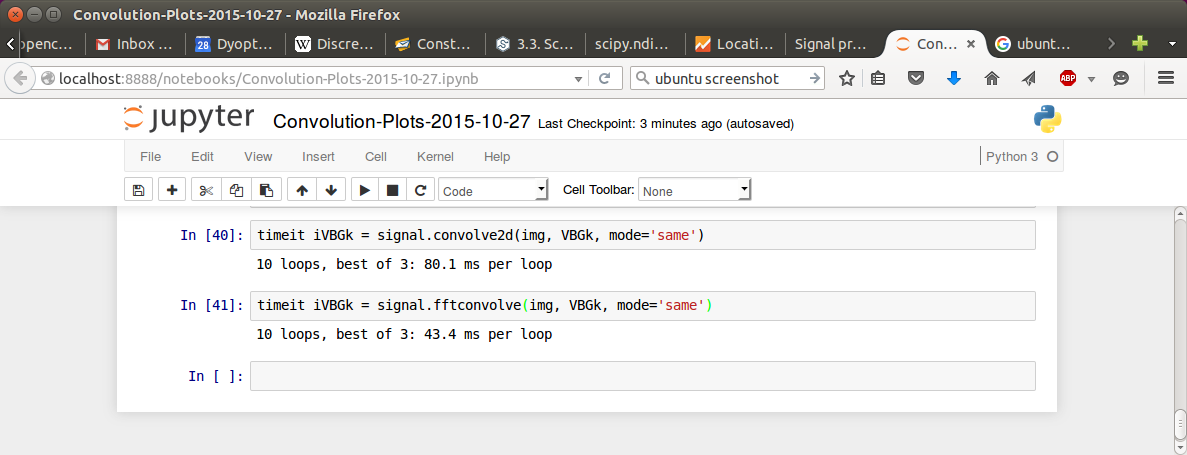 Convolution-Plots-2015-10-27 - Mozilla Firefox
openc... Inbox ... 28 Dyopt... W Discre... Const... 3.3. Sc... scipy.ndi... Locati... Signal pr... Con... ubunt...
localhost:8888/notebooks/Convolution-Plots-2015-10-27.ipynb ubuntu screenshot ABP
jupyter Convolution-Plots-2015-10-27 Last Checkpoint: 3 minutes ago (autosaved)
File Edit View Insert Cell Kernel Help Python 3
Code Cell Toolbar: None
In [40]: timeit iVBGk = signal.convolve2d(img, VBGk, mode='same')
10 loops, best of 3: 80.1 ms per loop
In [41]: timeit iVBGk = signal.fftconvolve(img, VBGk, mode='same')
10 loops, best of 3: 43.4 ms per loop
In [ ]: